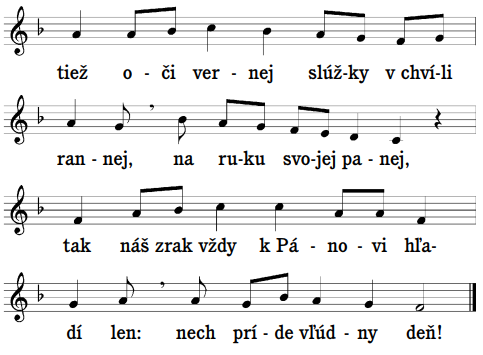 tiež o - či ver - nej slúž-ky v chví-li
ran - nej, na ru-ku svo-jej pa - nej,
tak náš zrak vždy k Pá - no - vi hľa-
dí len: nech prí - de vľúd - ny deň!